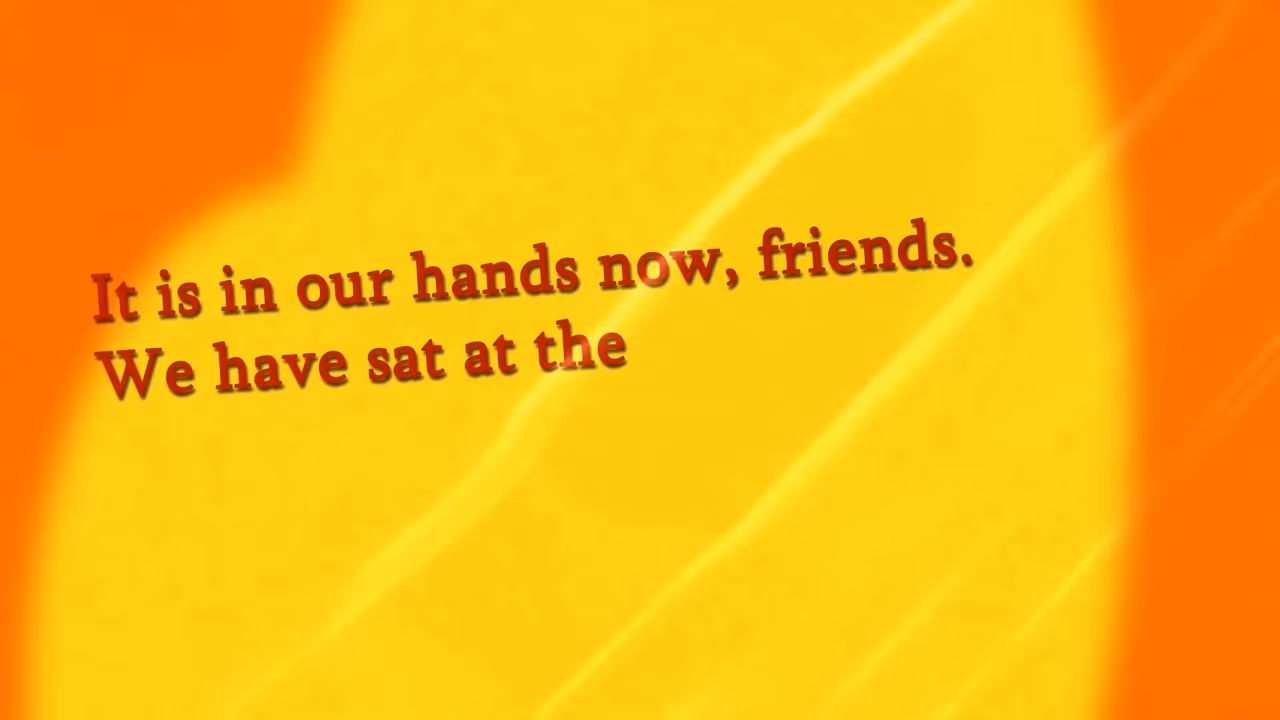 It is in our hands now, friends.
We have sat at the